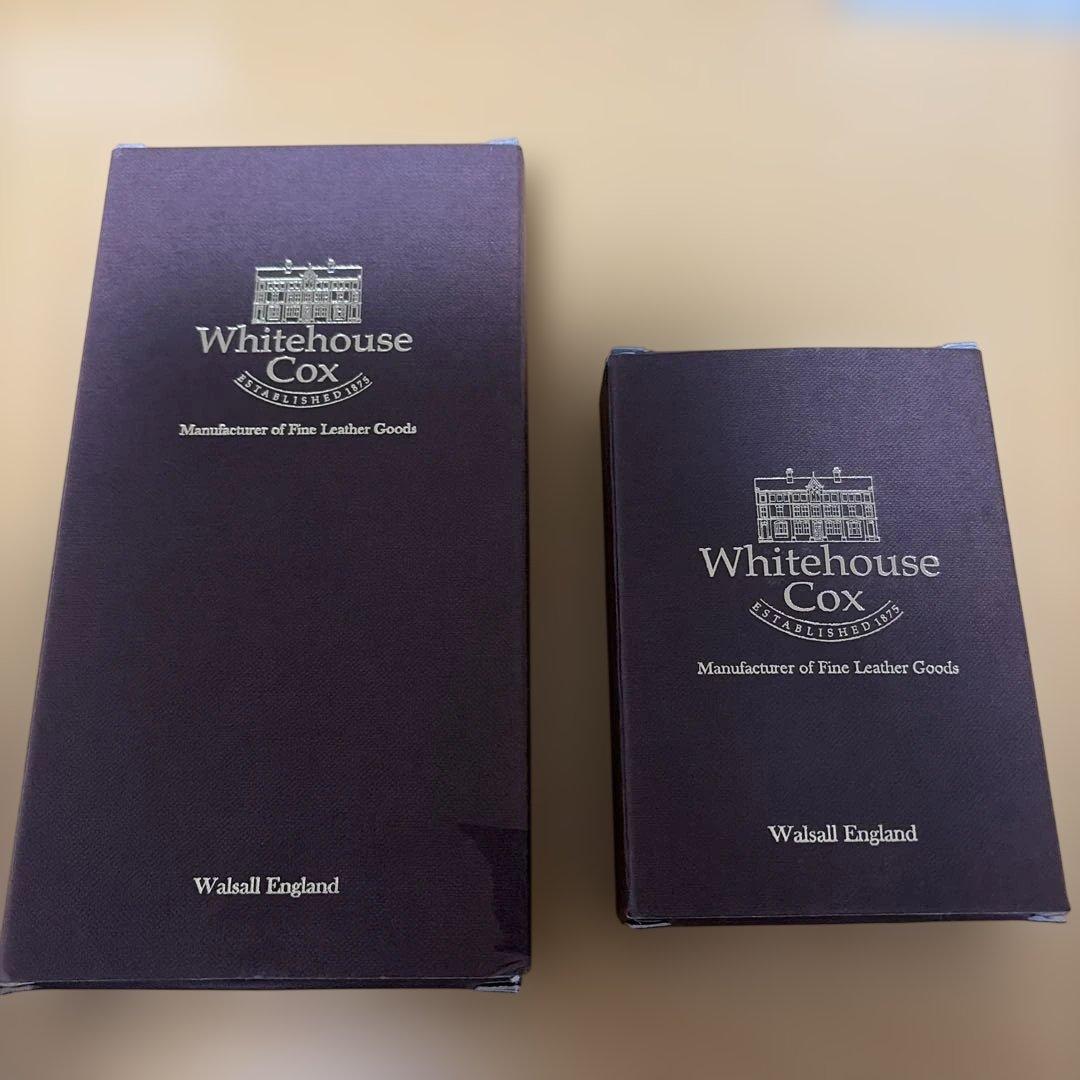 Whitehouse
Cox
ESTABLISHED 1875
Manufacturer of Fine Leather Goods
Walsall England
Whitehouse
Cox
ESTABLISHED 1875
Manufacturer of Fine Leather Goods
Walsall England